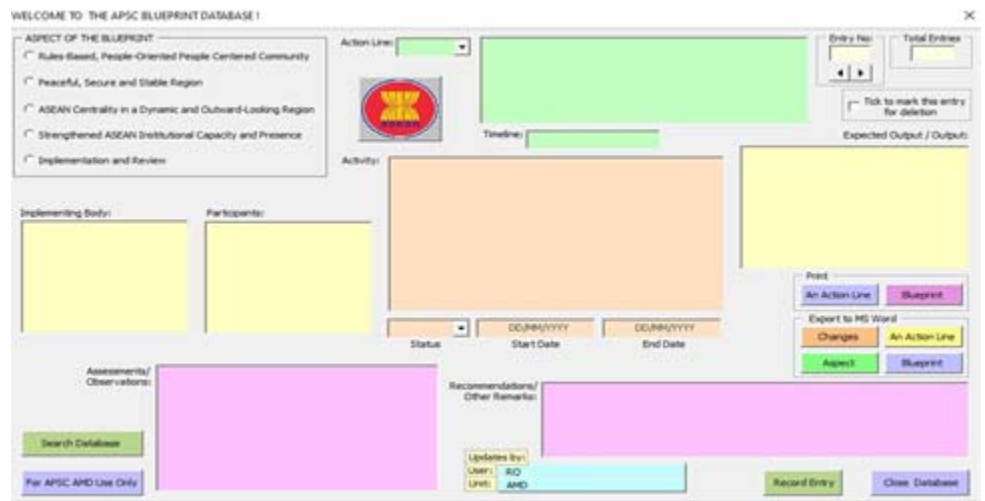 WELCOME TO THE APSC BLUEPRINT DATABASE !
ASPECT OF THE BLUEPRINT
Rules-Based, People-Oriented People Centered Community
Peaceful, Secure and Stable Region
ASEAN Centrality in a Dynamic and Outward-Looking Region
Strengthened ASEAN Institutional Capacity and Presence
Implementation and Review
Action Line:
asean
Timeline:
Entry No:
Total Entries
Tick to mark this entry
for deletion
Expected Output / Output:
Activity:
Implementing Body:
Participants:
DD/MM/YYYY
DD/MM/YYYY
Status
Start Date
End Date
Print
An Action Line
Blueprint
Export to MS Word
Changes
An Action Line
Aspect
Blueprint
Assessments/
Observations:
Recommendations/
Other Remarks:
Search Database
For APSC AMD Use Only
Updates by:
User: RO
Unit: AMD
Record Entry
Close Database